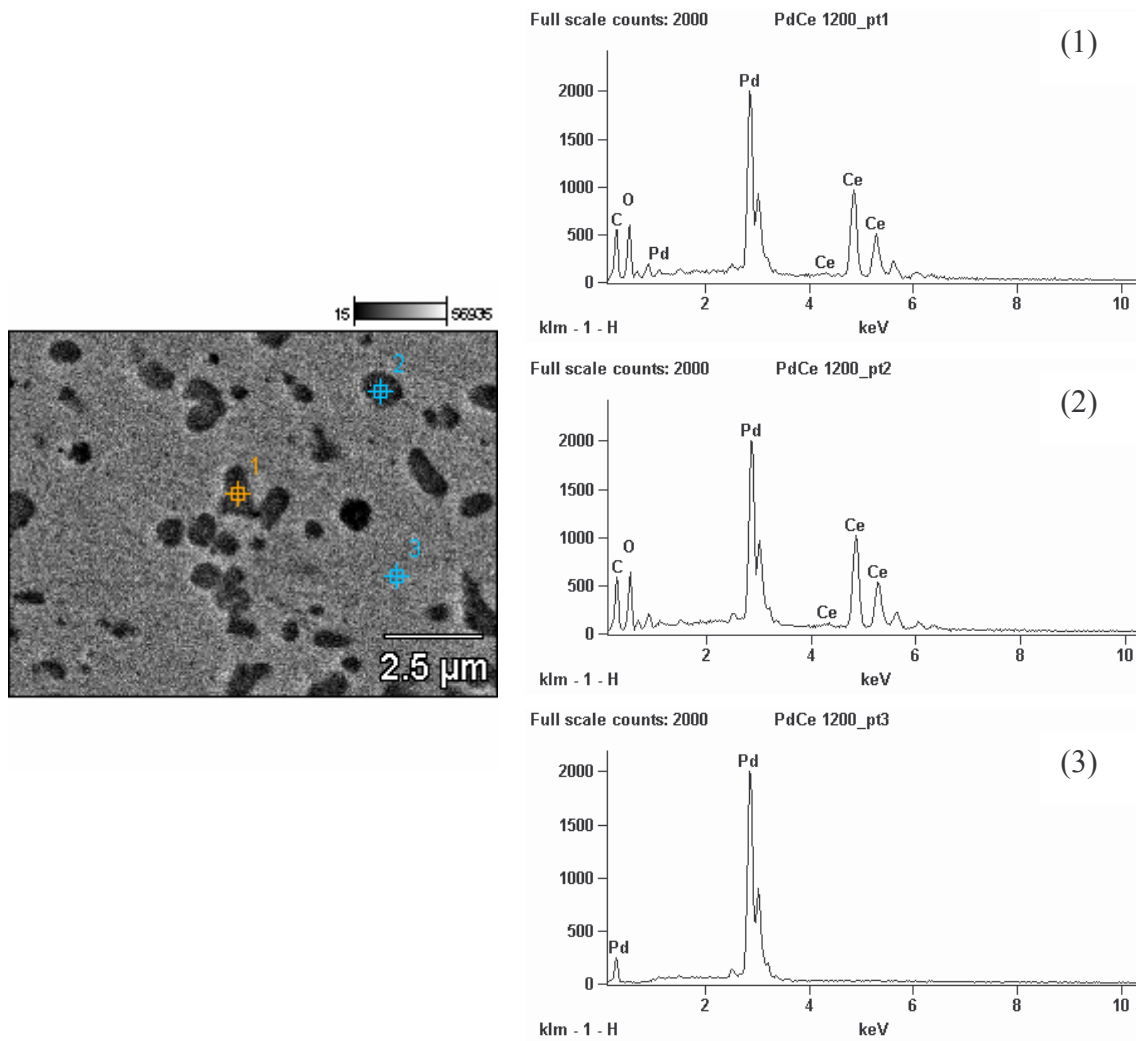 15 56935
2
1
3
2.5 µm
Full scale counts: 2000 PdCe 1200_pt1
(1)
2000
1500
1000
500
0
Pd
Ce
O
C
Ce
Pd
Ce
2 4 6 8 10
klm - 1 - H keV
Full scale counts: 2000 PdCe 1200_pt2
(2)
2000
1500
1000
500
0
Pd
Ce
O
C
Ce
Ce
2 4 6 8 10
klm - 1 - H keV
Full scale counts: 2000 PdCe 1200_pt3
(3)
2000
1500
1000
500
0
Pd
Pd
2 4 6 8 10
klm - 1 - H keV